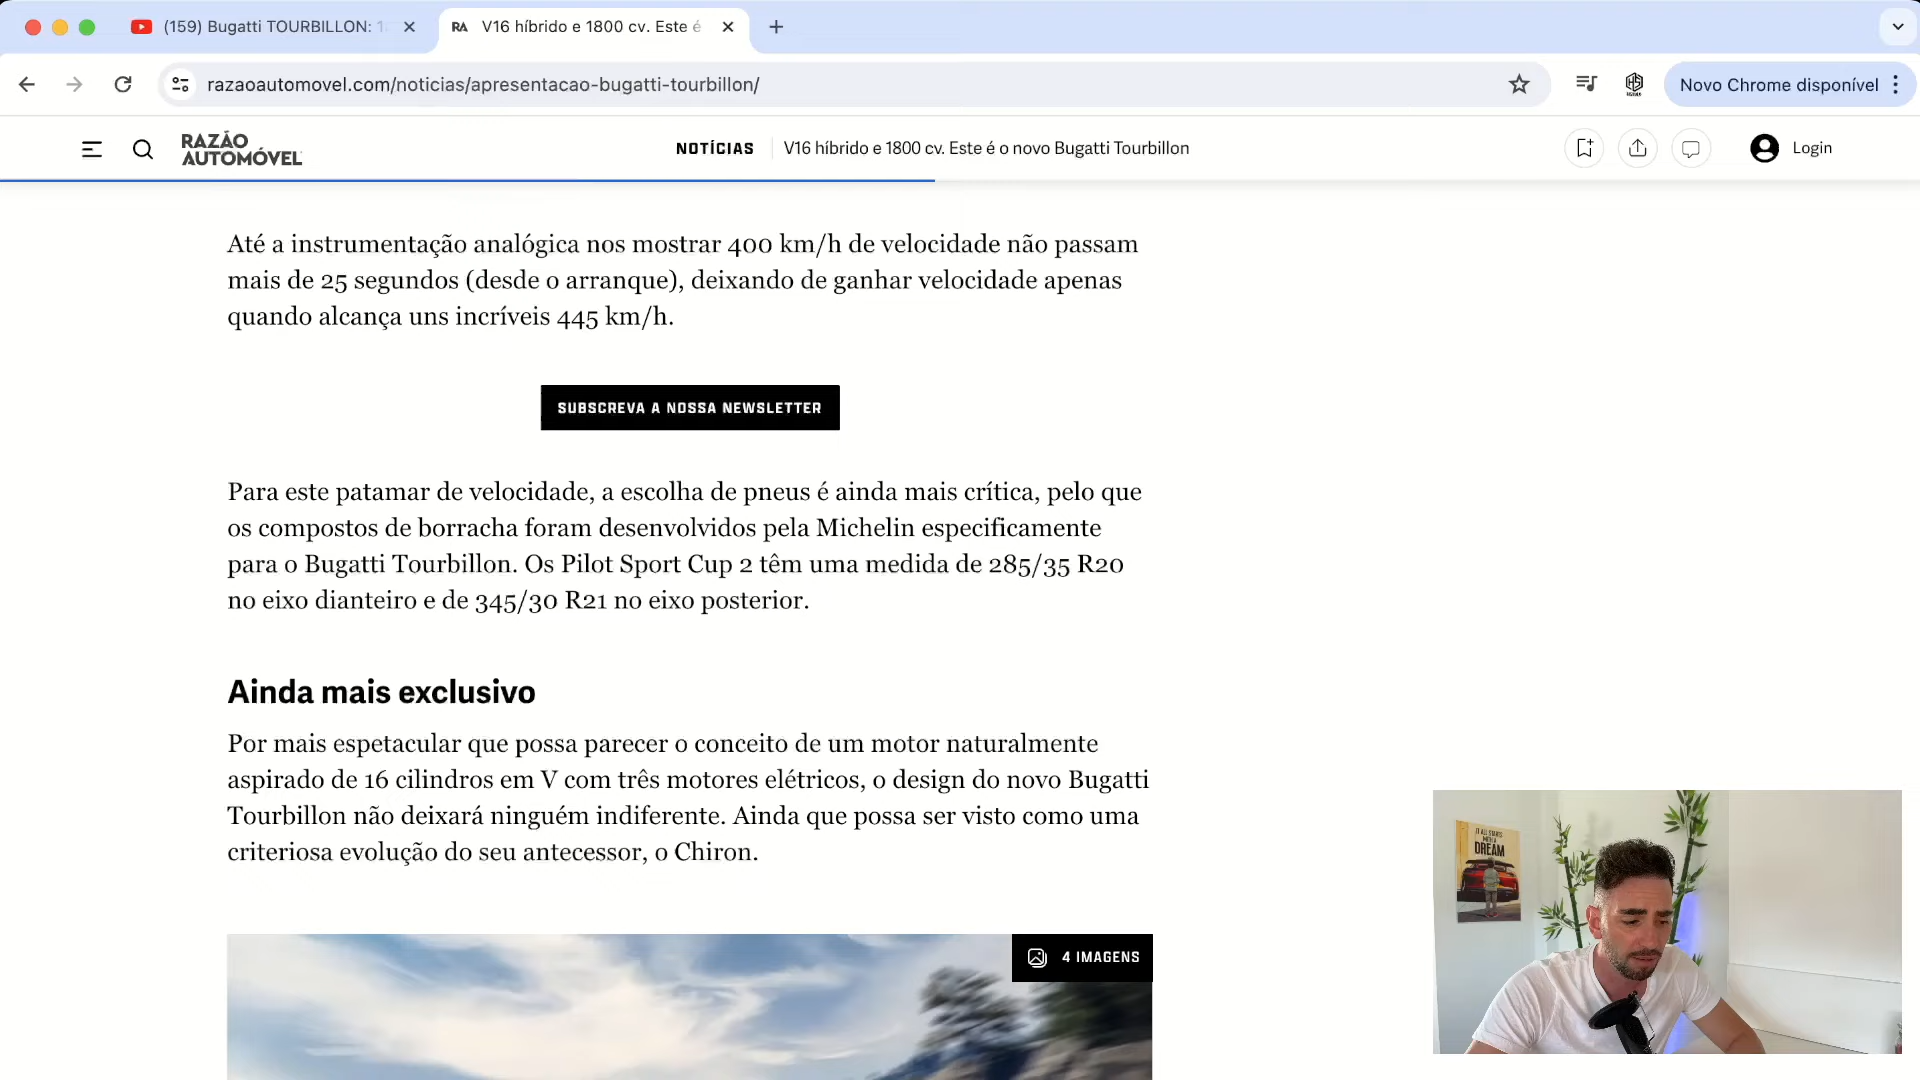 (159) Bugatti TOURBILLON: 1
RA V16 híbrido e 1800 cv. Este é
razaoautomovel.com/noticias/apresentacao-bugatti-tourbillon/
Novo Chrome disponível
RAZÃO
AUTOMÓVEL
NOTÍCIAS
V16 híbrido e 1800 cv. Este é o novo Bugatti Tourbillon
Login
Até a instrumentação analógica nos mostrar 400 km/h de velocidade não passam
mais de 25 segundos (desde o arranque), deixando de ganhar velocidade apenas
quando alcança uns incríveis 445 km/h.
SUBSCREVA A NOSSA NEWSLETTER
Para este patamar de velocidade, a escolha de pneus é ainda mais crítica, pelo que
os compostos de borracha foram desenvolvidos pela Michelin especificamente
para o Bugatti Tourbillon. Os Pilot Sport Cup 2 têm uma medida de 285/35 R20
no eixo dianteiro e de 345/30 R21 no eixo posterior.
Ainda mais exclusivo
Por mais espetacular que possa parecer o conceito de um motor naturalmente
aspirado de 16 cilindros em V com três motores elétricos, o design do novo Bugatti
Tourbillon não deixará ninguém indiferente. Ainda que possa ser visto como uma
criteriosa evolução do seu antecessor, o Chiron.
4 IMAGENS
IT ALL STARTS
WITH A
DREAM